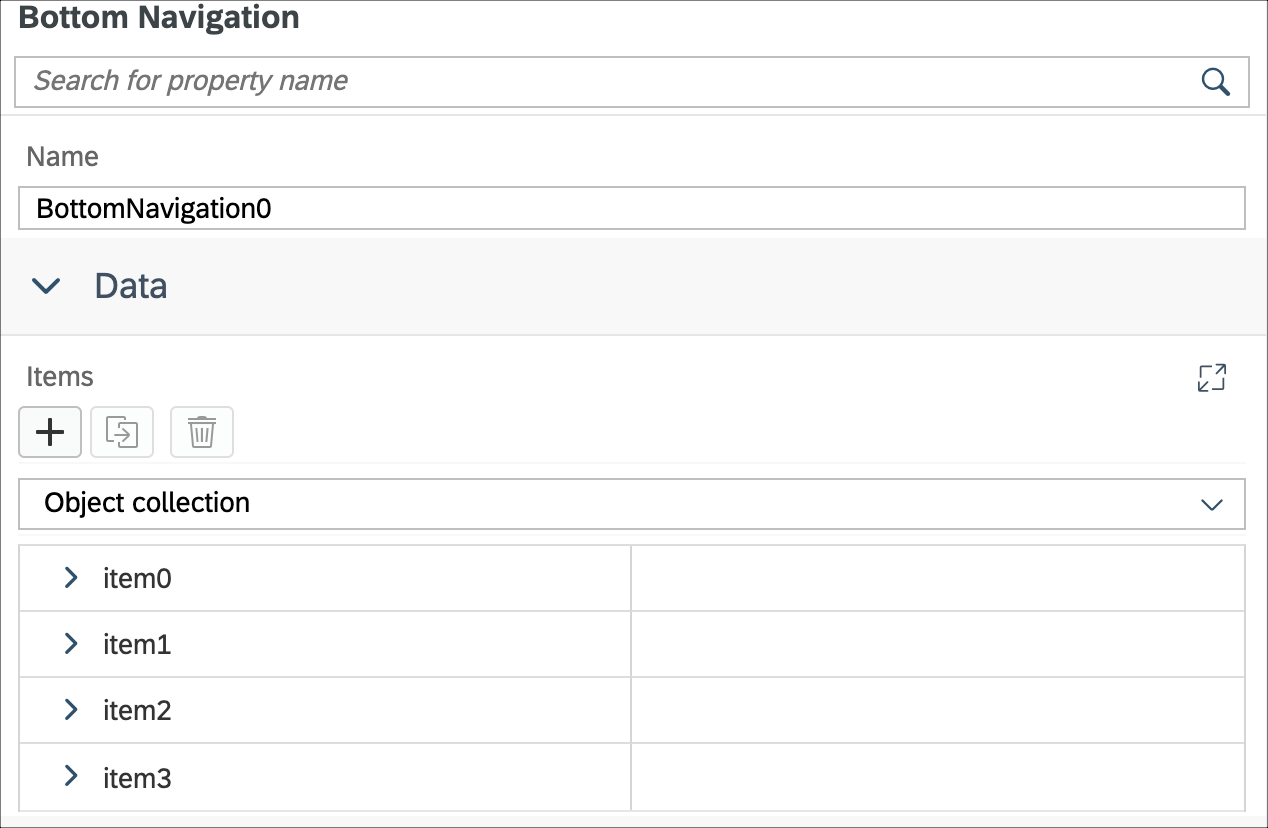 Bottom Navigation
Search for property name
Name
BottomNavigation0
Data
Items
Object collection
item0
item1
item2
item3